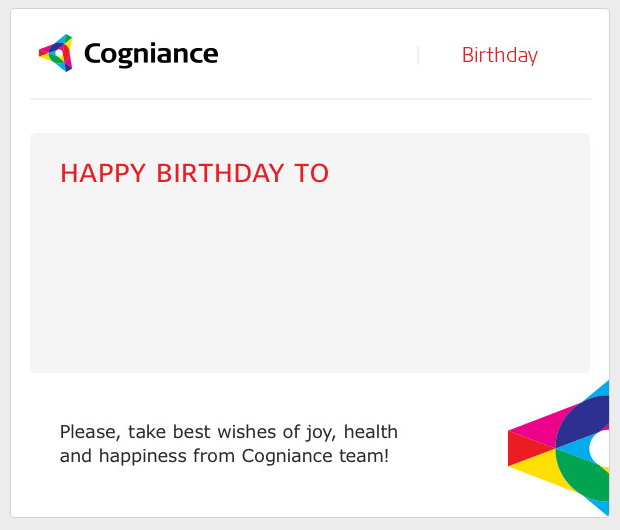 Cogniance
Birthday
HAPPY BIRTHDAY TO
Please, take best wishes of joy, health
and happiness from Cogniance team!